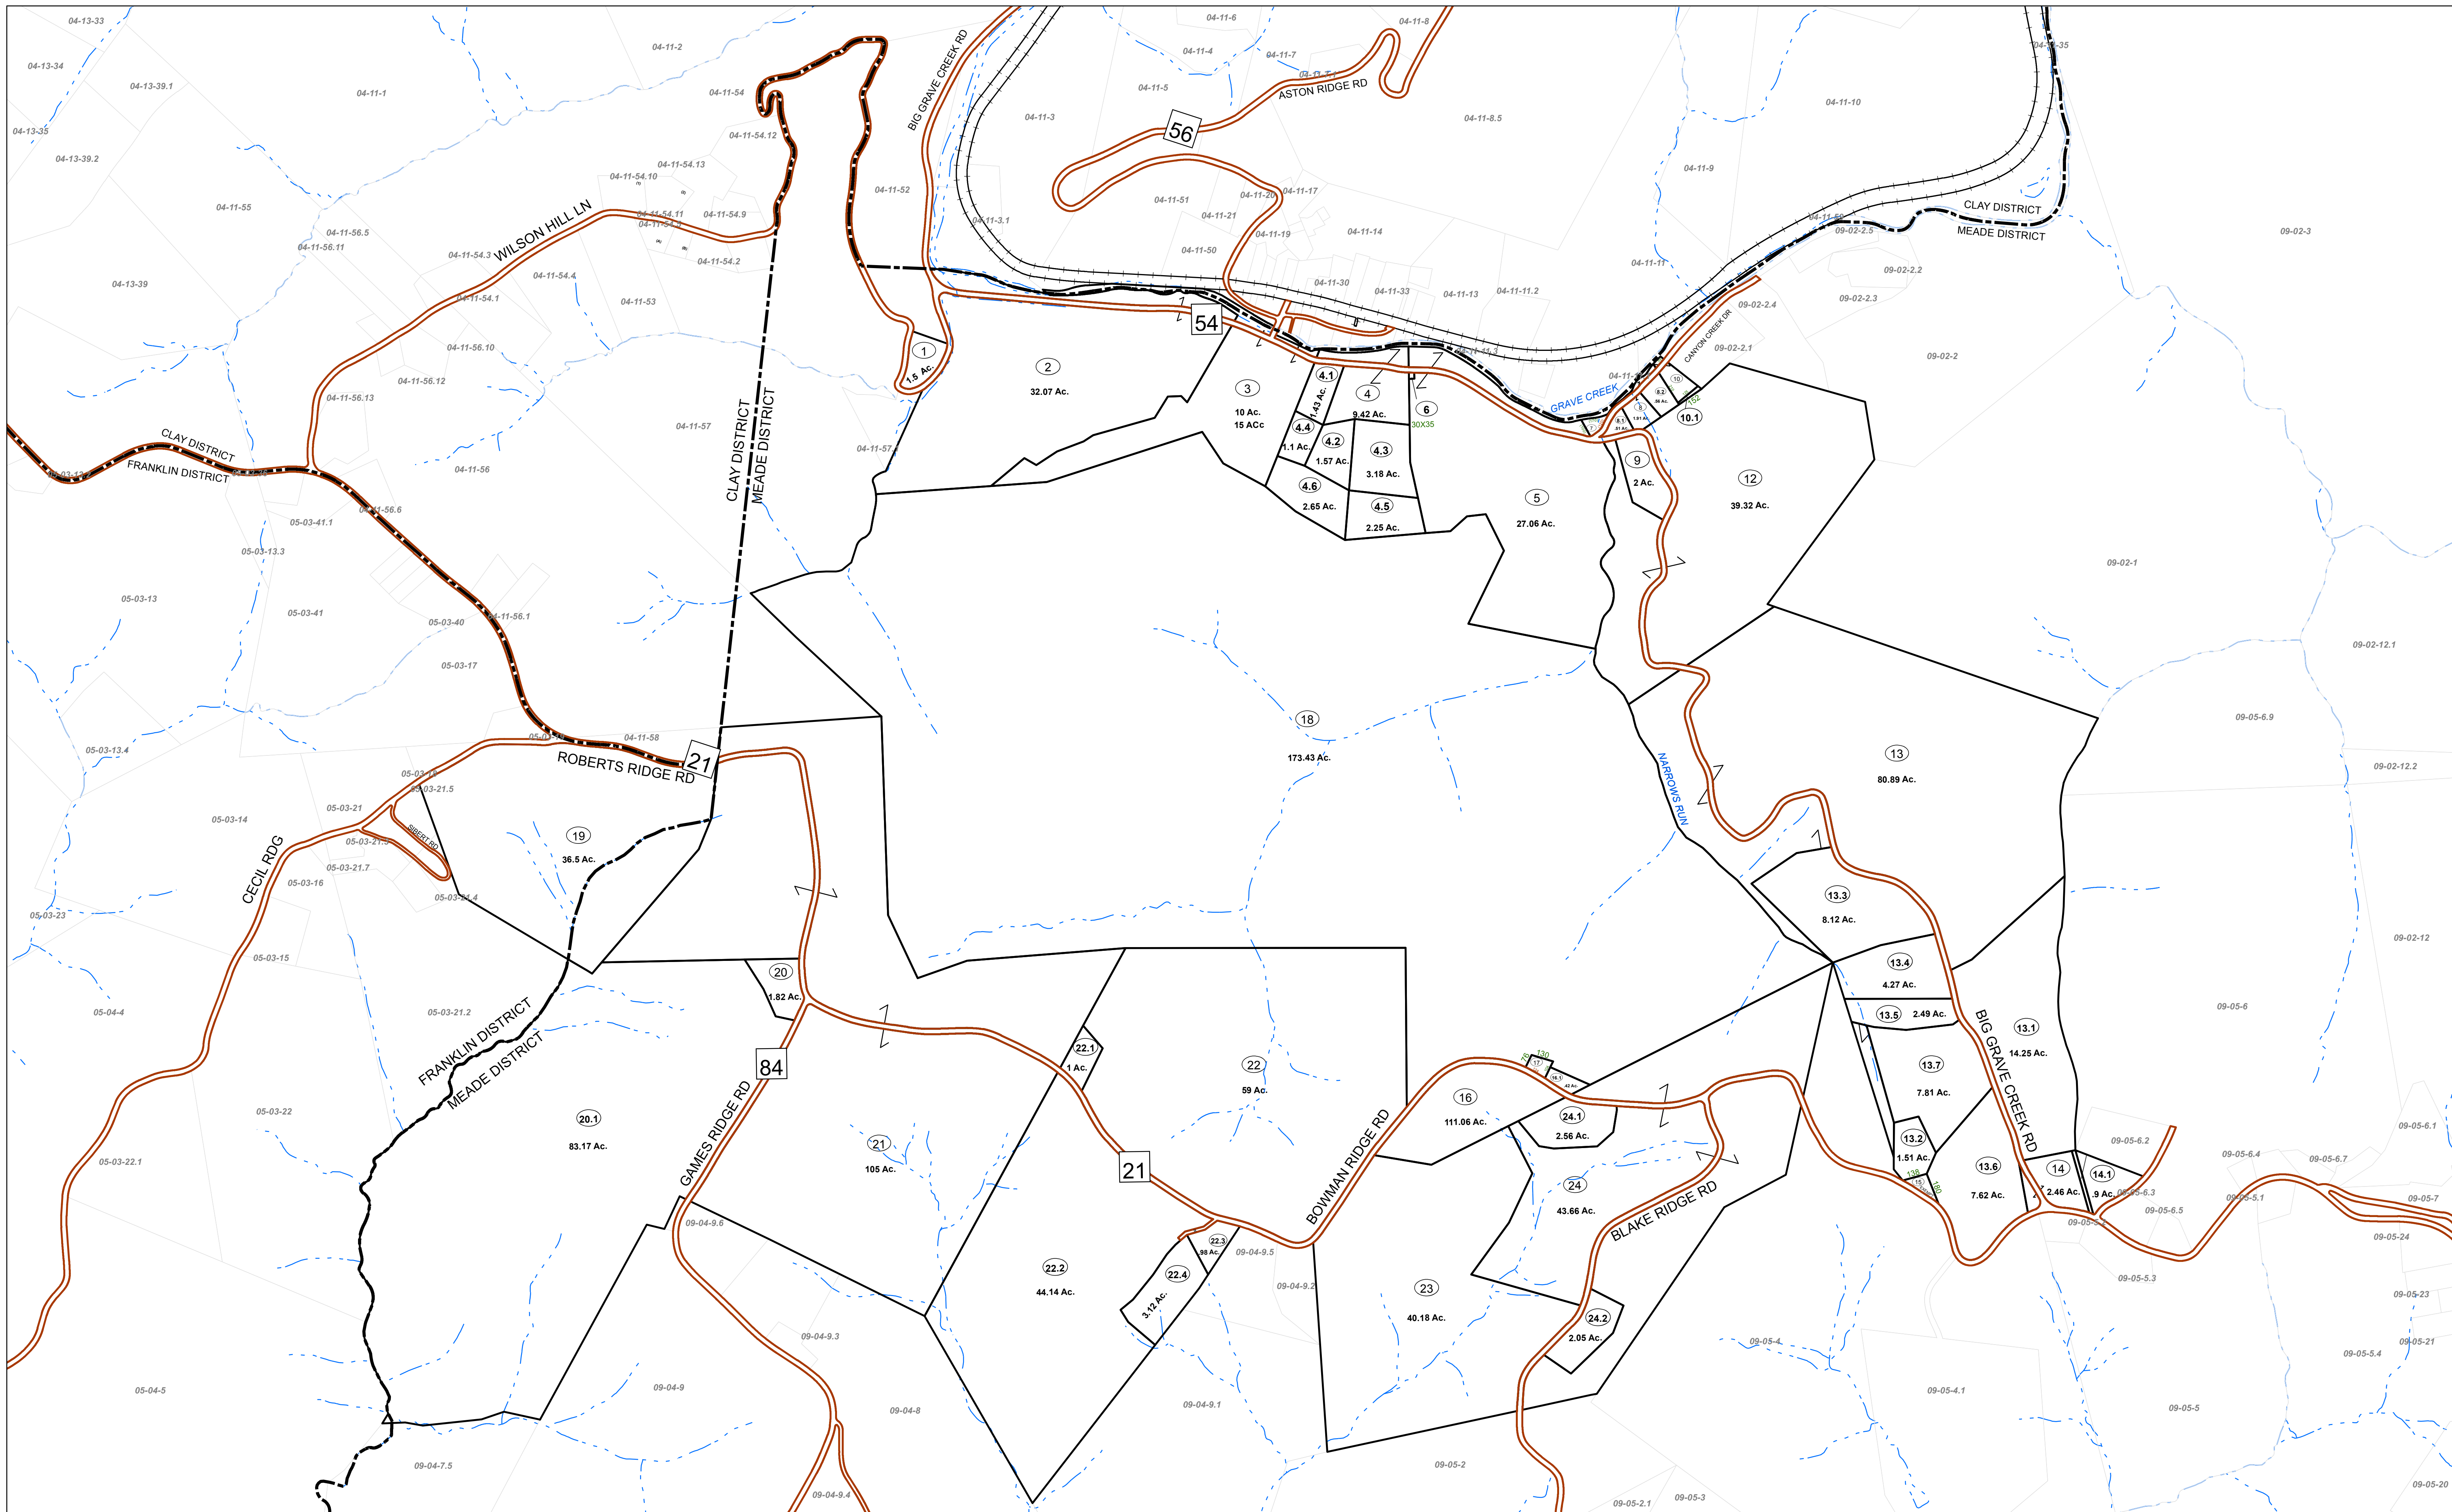 04-13-33
04-11-6
04-11-8
04-11-2
04-11-4
04-11-7
04-13-34
04-13-39.1
04-11-1
04-11-54
BIG GRAVE CREEK RD
04-11-5
ASTON RIDGE RD
04-11-10
04-11-3
04-11-8.5
56
04-13-35
04-11-54.12
04-13-39.2
04-11-54.13
04-11-9
04-11-54.10
04-11-52
04-11-20
04-11-17
04-11-51
04-11-55
WILSON HILL LN
04-11-54.11
04-11-54.9
04-11-21
04-11-3.1
CLAY DISTRICT
MEADE DISTRICT
04-11-56.5
04-11-56.11
04-11-19
04-11-14
09-02-2.5
09-02-3
04-11-54.3
04-11-54.2
04-11-50
04-11-11
09-02-2.2
04-11-54.4
04-13-39
04-11-54.1
04-11-53
04-11-30
04-11-33
04-11-13
04-11-11.2
09-02-2.4
09-02-2.3
54
CANYON CREEK DR
04-11-56.10
1
1.5 Ac.
09-02-2.1
09-02-2
04-11-56.12
2
32.07 Ac.
3
10 Ac.
15 ACc
4.1
1.43 Ac.
4
9.42 Ac.
6
30X35
GRAVE CREEK
10
8.2
.56 Ac.
152
10.1
8
8.1
7
04-11-56.13
04-11-57
CLAY DISTRICT
MEADE DISTRICT
4.4
1.1 Ac.
4.2
1.57 Ac.
4.3
3.18 Ac.
9
2 Ac.
CLAY DISTRICT
FRANKLIN DISTRICT
04-11-56
4.6
2.65 Ac.
4.5
2.25 Ac.
5
27.06 Ac.
12
39.32 Ac.
04-11-56.6
05-03-41.1
05-03-13.3
09-02-1
05-03-13
05-03-41
05-03-40
04-11-56.1
09-02-12.1
05-03-17
18
173.43 Ac.
09-05-6.9
05-03-13.4
04-11-58
21
ROBERTS RIDGE RD
NARROWS RUN
13
80.89 Ac.
09-02-12.2
05-03-21.5
05-03-21
05-03-14
SIBERT RD
19
36.5 Ac.
CECIL RDG
05-03-21.7
05-03-16
05-03-21.4
13.3
8.12 Ac.
05-03-23
05-03-15
20
1.82 Ac.
13.4
4.27 Ac.
09-02-12
05-04-4
05-03-21.2
FRANKLIN DISTRICT
MEADE DISTRICT
13.5
2.49 Ac.
BIG GRAVE CREEK RD
13.1
14.25 Ac.
09-05-6
84
22.1
1 Ac.
22
59 Ac.
76
130
17
16.1
.42 Ac.
13.7
7.81 Ac.
05-03-22
20.1
83.17 Ac.
GAMES RIDGE RD
21
105 Ac.
16
111.06 Ac.
BOWMAN RIDGE RD
24.1
2.56 Ac.
13.2
1.51 Ac.
138
15
180
09-05-6.2
09-05-6.1
05-03-22.1
21
13.6
7.62 Ac.
14
2.46 Ac.
14.1
.9 Ac.
09-05-6.4
09-05-6.7
24
43.66 Ac.
BLAKE RIDGE RD
09-05-6.3
09-05-5.1
09-05-7
09-04-9.6
09-05-6.5
22.3
.98 Ac.
09-04-9.5
09-05-24
22.2
44.14 Ac.
22.4
3.12 Ac.
09-04-9.2
23
40.18 Ac.
24.2
2.05 Ac.
09-05-5.3
09-05-23
09-04-9.3
09-05-4
09-05-21
09-05-5.4
05-04-5
09-04-9
09-04-8
09-04-9.1
09-05-4.1
09-05-5
09-04-7.5
09-05-2
09-04-9.4
09-05-2.1
09-05-3
09-05-20